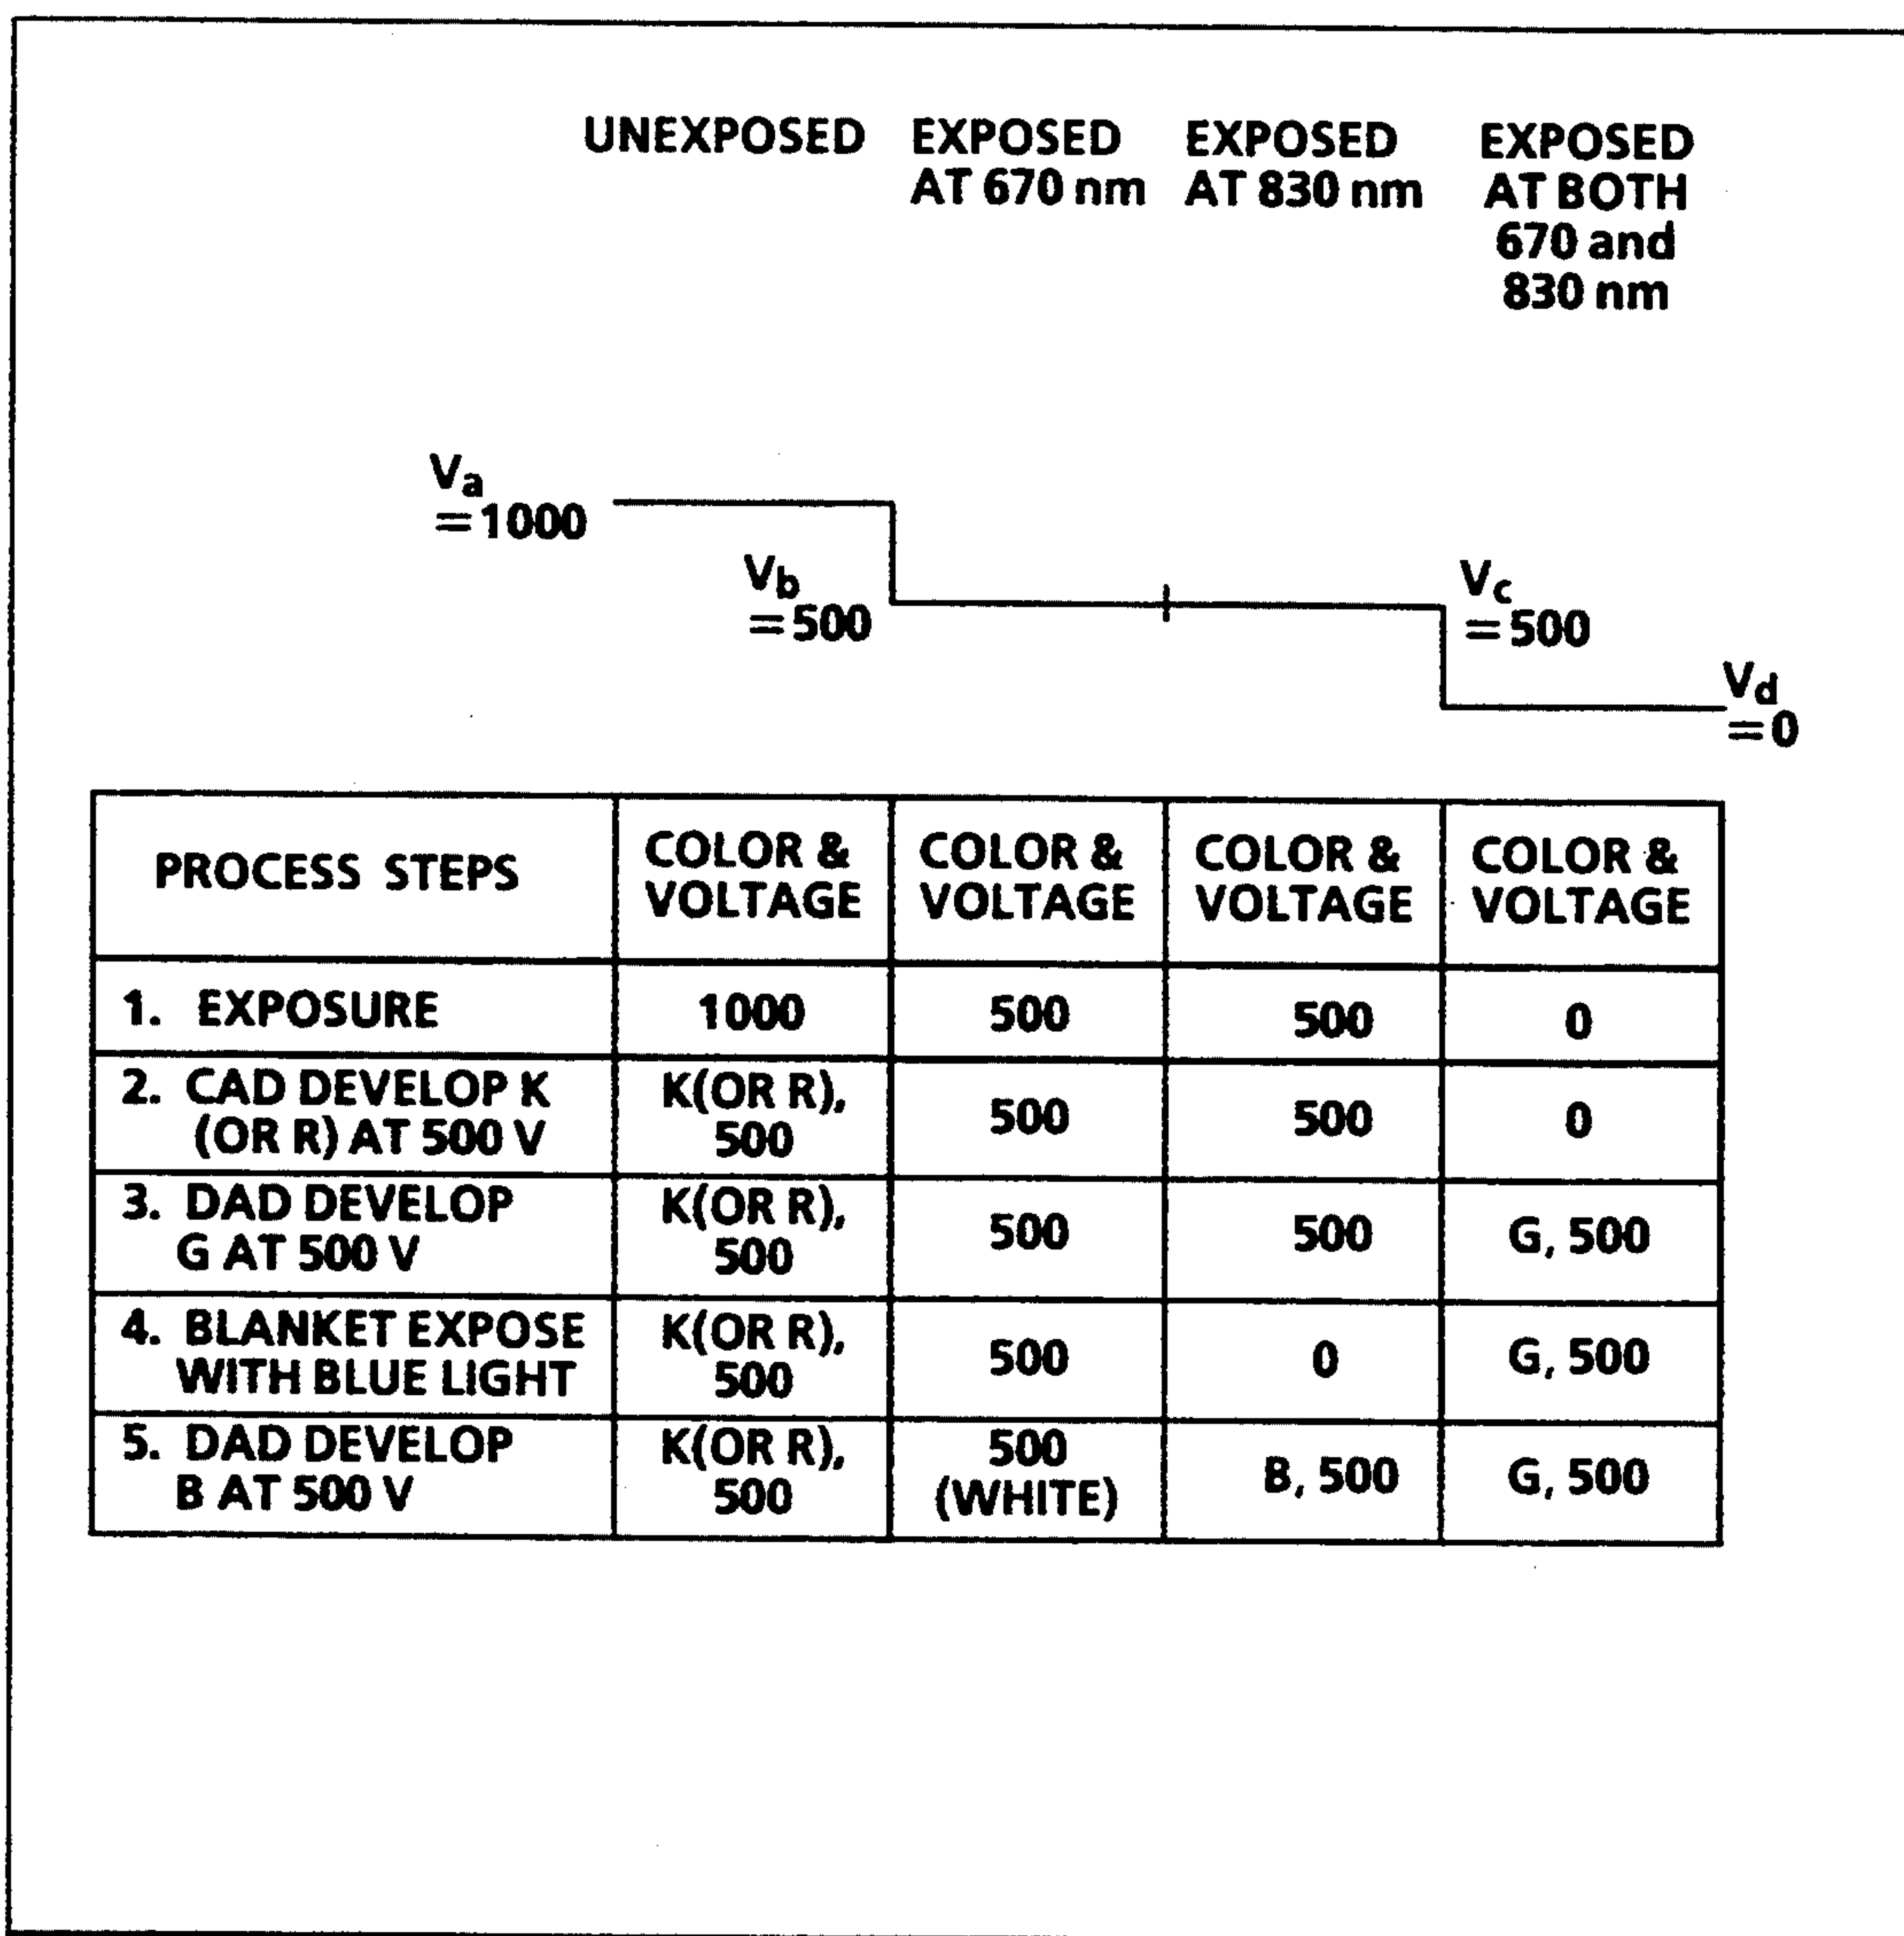 UNEXPOSED EXPOSED AT 670 nm EXPOSED AT 830 nm EXPOSED AT BOTH 670 and 830 nm
Va
=1000
Vb
=500
Vc
=500
Vd
=0
PROCESS STEPS COLOR & VOLTAGE COLOR & VOLTAGE COLOR & VOLTAGE COLOR & VOLTAGE
1. EXPOSURE 1000 500 500 0
2. CAD DEVELOP K (OR R) AT 500 V K(OR R), 500 500 500 0
3. DAD DEVELOP G AT 500 V K(OR R), 500 500 500 G, 500
4. BLANKET EXPOSE WITH BLUE LIGHT K(OR R), 500 500 0 G, 500
5. DAD DEVELOP B AT 500 V K(OR R), 500 500 (WHITE) B, 500 G, 500